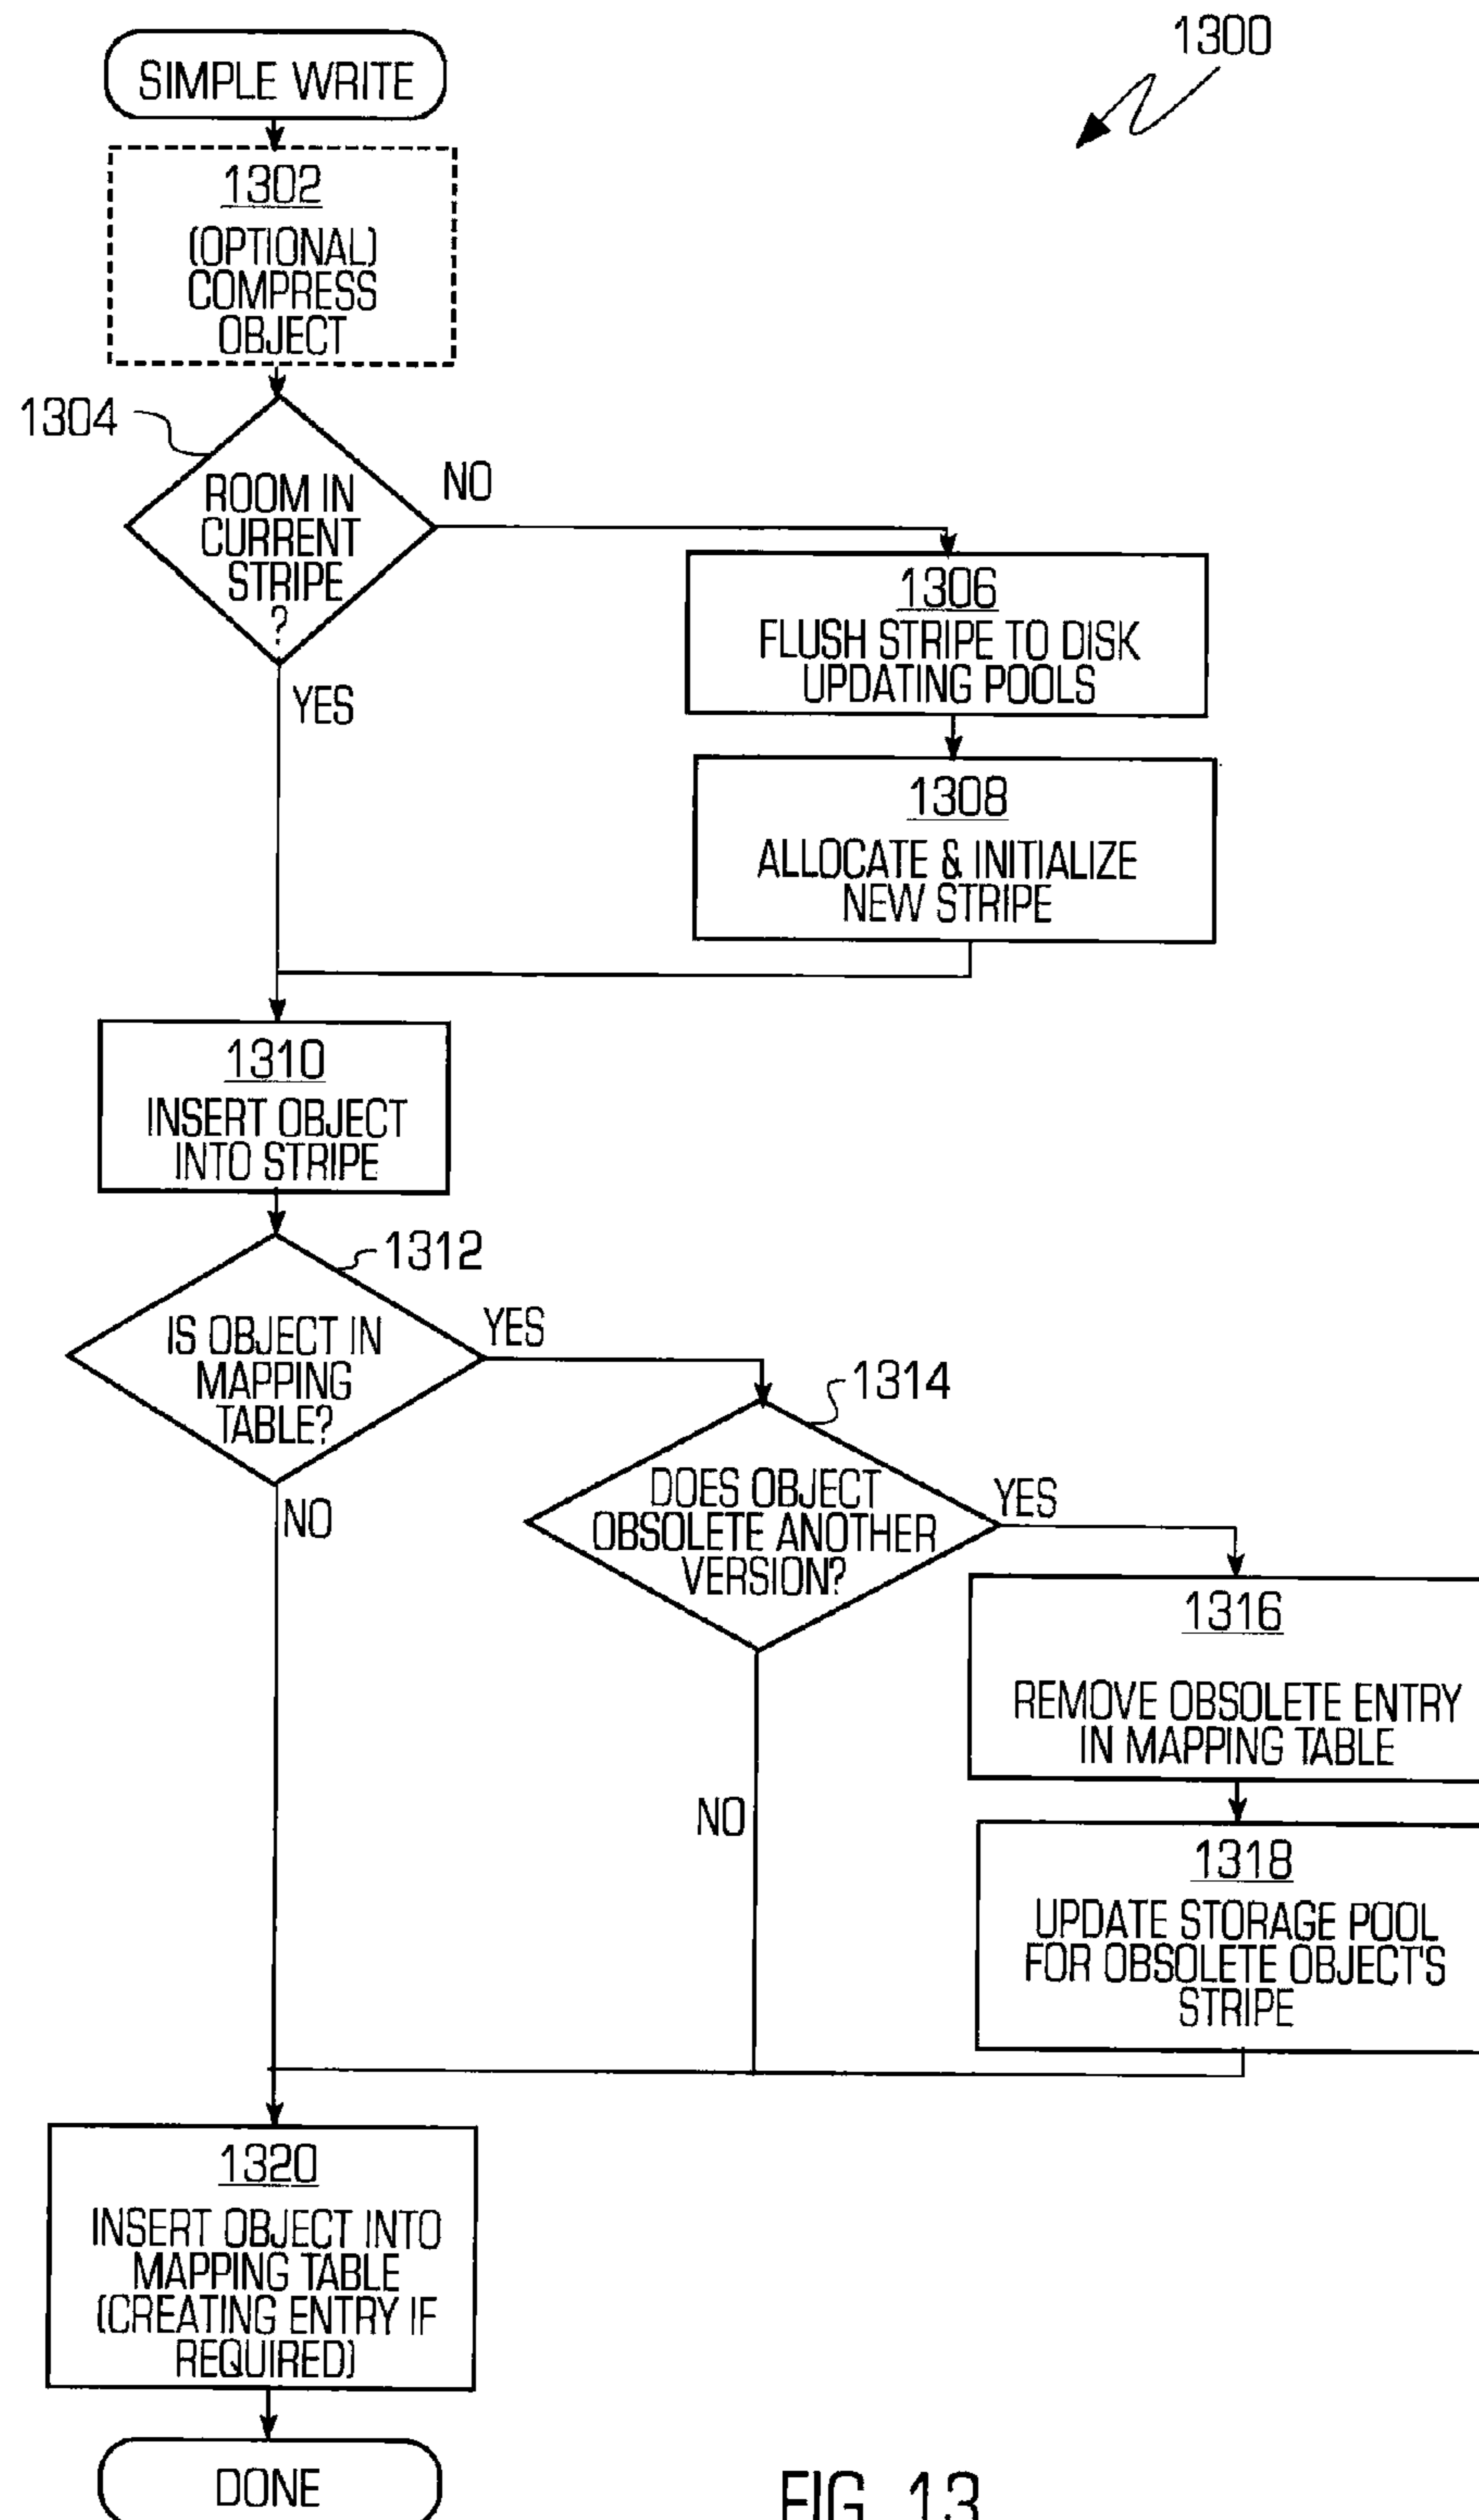 1300
SIMPLE WRITE
1302
(OPTIONAL)
COMPRESS
OBJECT
1304
ROOM IN
CURRENT
STRIPE
?
NO
YES
1306
FLUSH STRIPE TO DISK
UPDATING POOLS
1308
ALLOCATE & INITIALIZE
NEW STRIPE
1310
INSERT OBJECT
INTO STRIPE
1312
IS OBJECT IN
MAPPING
TABLE?
YES
NO
1314
DOES OBJECT
OBSOLETE ANOTHER
VERSION?
YES
NO
1316
REMOVE OBSOLETE ENTRY
IN MAPPING TABLE
1318
UPDATE STORAGE POOL
FOR OBSOLETE OBJECT'S
STRIPE
1320
INSERT OBJECT INTO
MAPPING TABLE
(CREATING ENTRY IF
REQUIRED)
DONE
FIG. 13